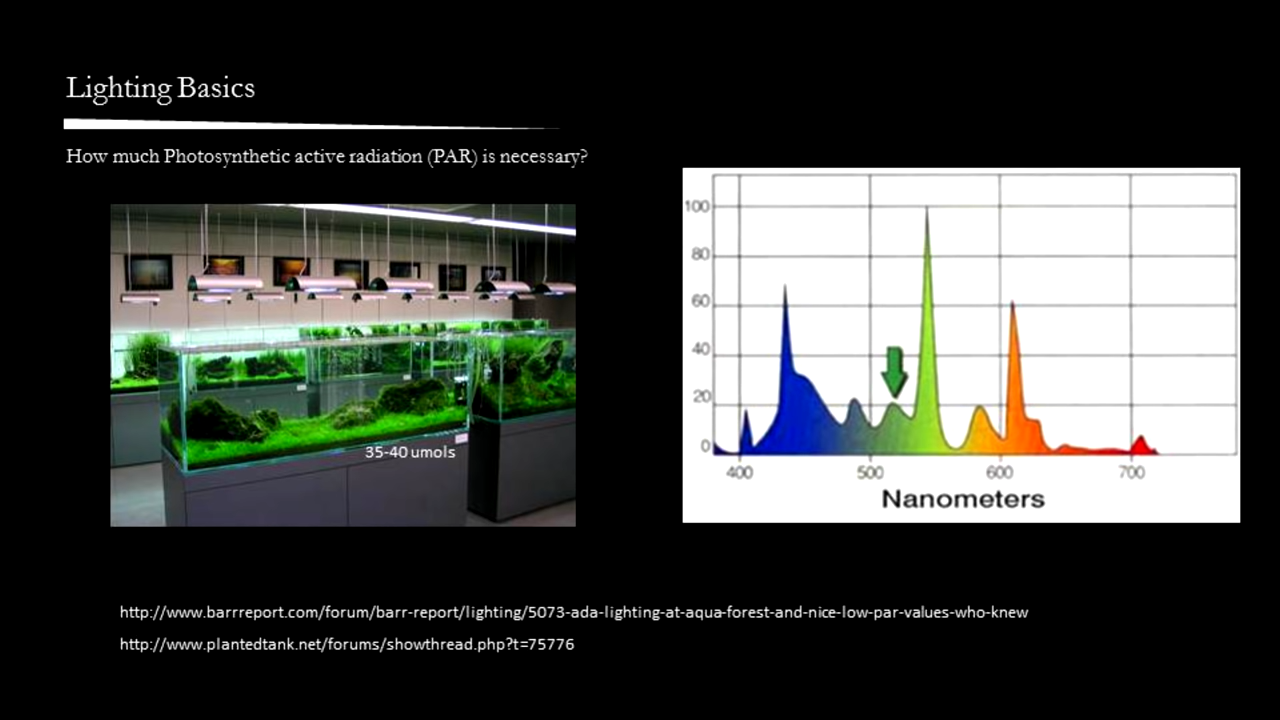 Lighting Basics
How much Photosynthetic active radiation (PAR) is necessary?
35-40 umols
100
80
60
40
20
0
400 500 600 700
Nanometers
http://www.barrreport.com/forum/barr-report/lighting/5073-ada-lighting-at-aqua-forest-and-nice-low-par-values-who-knew
http://www.plantedtank.net/forums/showthread.php?t=75776